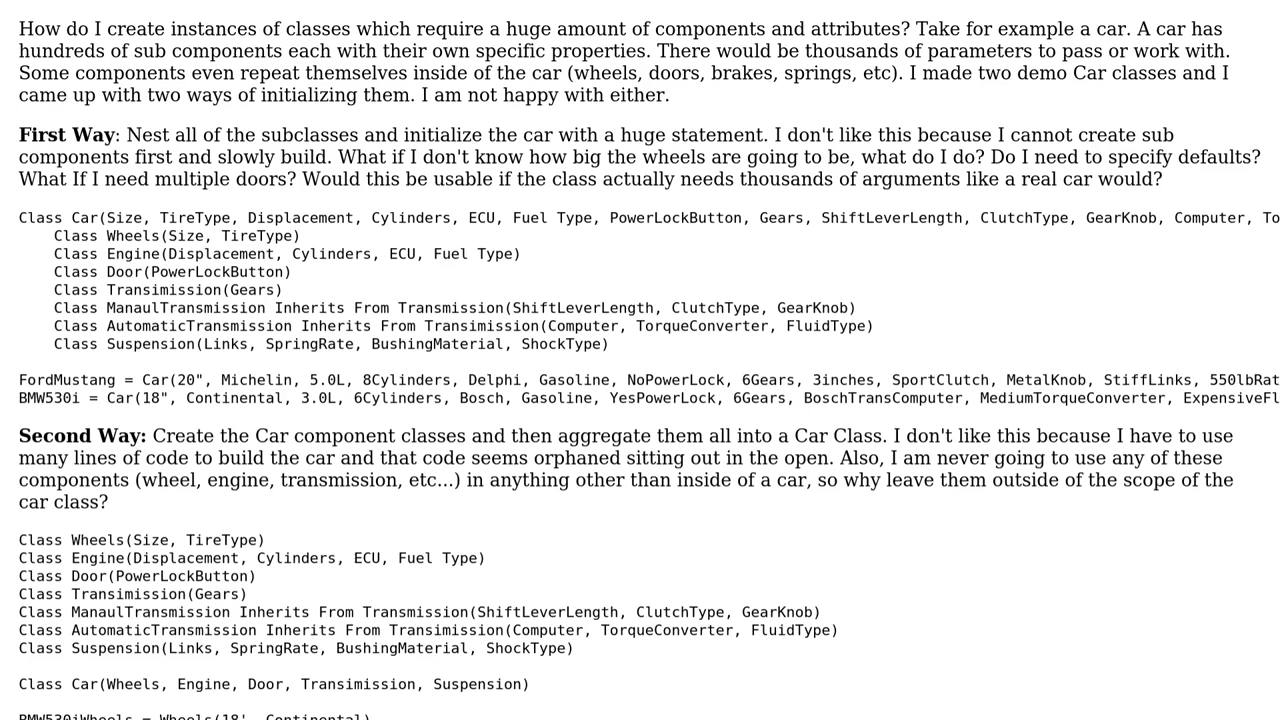 How do I create instances of classes which require a huge amount of components and attributes? Take for example a car. A car has
hundreds of sub components each with their own specific properties. There would be thousands of parameters to pass or work with.
Some components even repeat themselves inside of the car (wheels, doors, brakes, springs, etc). I made two demo Car classes and I
came up with two ways of initializing them. I am not happy with either.
First Way: Nest all of the subclasses and initialize the car with a huge statement. I don't like this because I cannot create sub
components first and slowly build. What if I don't know how big the wheels are going to be, what do I do? Do I need to specify defaults?
What If I need multiple doors? Would this be usable if the class actually needs thousands of arguments like a real car would?
Class Car(Size, TireType, Displacement, Cylinders, ECU, Fuel Type, PowerLockButton, Gears, ShiftLeverLength, ClutchType, GearKnob, Computer, To
Class Wheels(Size, TireType)
Class Engine(Displacement, Cylinders, ECU, Fuel Type)
Class Door(PowerLockButton)
Class Transimission(Gears)
Class ManaulTransmission Inherits From Transmission(ShiftLeverLength, ClutchType, GearKnob)
Class AutomaticTransmission Inherits From Transimission(Computer, TorqueConverter, FluidType)
Class Suspension(Links, SpringRate, BushingMaterial, ShockType)
FordMustang = Car(20", Michelin, 5.0L, 8Cylinders, Delphi, Gasoline, NoPowerLock, 6Gears, 3inches, SportClutch, MetalKnob, StiffLinks, 550lbRat
BMW530i = Car(18", Continental, 3.0L, 6Cylinders, Bosch, Gasoline, YesPowerLock, 6Gears, BoschTransComputer, MediumTorqueConverter, ExpensiveFl
Second Way: Create the Car component classes and then aggregate them all into a Car Class. I don't like this because I have to use
many lines of code to build the car and that code seems orphaned sitting out in the open. Also, I am never going to use any of these
components (wheel, engine, transmission, etc...) in anything other than inside of a car, so why leave them outside of the scope of the
car class?
Class Wheels(Size, TireType)
Class Engine(Displacement, Cylinders, ECU, Fuel Type)
Class Door(PowerLockButton)
Class Transimission(Gears)
Class ManaulTransmission Inherits From Transmission(ShiftLeverLength, ClutchType, GearKnob)
Class AutomaticTransmission Inherits From Transimission(Computer, TorqueConverter, FluidType)
Class Suspension(Links, SpringRate, BushingMaterial, ShockType)
Class Car(Wheels, Engine, Door, Transimission, Suspension)
BMW530iWheels = Wheels(18', Continental)